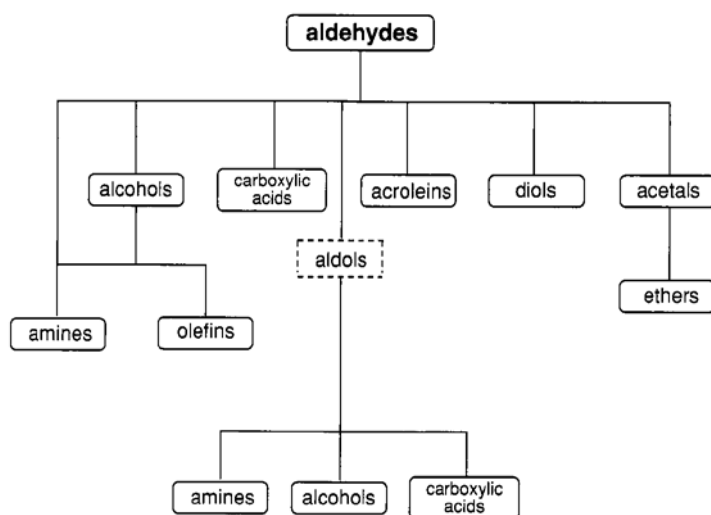 aldehydes
alcohols
carboxylic
acids
acroleins
diols
acetals
aldols
ethers
amines
olefins
amines
alcohols
carboxylic
acids